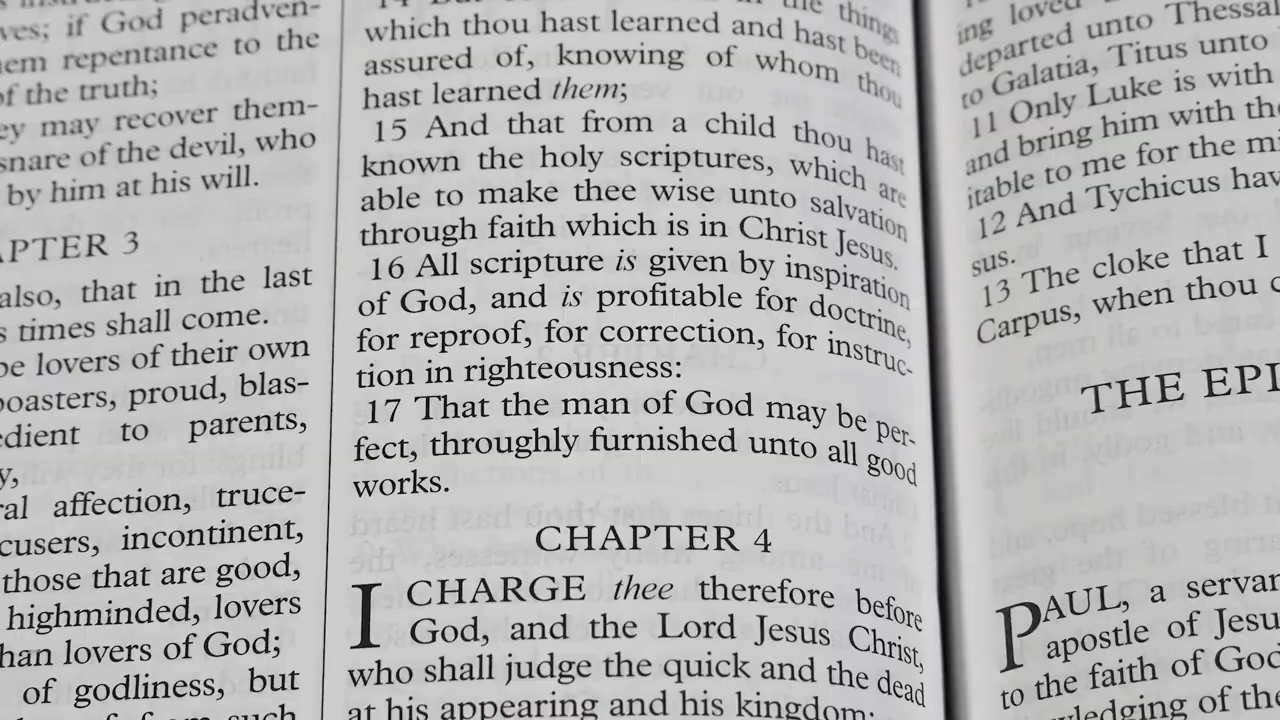 ves; if God peradven-
em repentance to the
of the truth;
ey may recover them-
snare of the devil, who
by him at his will.
APTER 3
also, that in the last
s times shall come.
be lovers of their own
boasters, proud, blas-
edient to parents,
y,
ral affection, truce-
cusers, incontinent,
those that are good,
highminded, lovers
han lovers of God;
of godliness, but
such
14 But in the things
which thou hast learned and hast been
assured of, knowing of whom thou
hast learned them;
15 And that from a child thou hast
known the holy scriptures, which are
able to make thee wise unto salvation
through faith which is in Christ Jesus.
16 All scripture is given by inspiration
of God, and is profitable for doctrine,
for reproof, for correction, for instruc-
tion in righteousness:
17 That the man of God may be per-
fect, throughly furnished unto all good
works.
CHAPTER 4
I CHARGE thee therefore before
God, and the Lord Jesus Christ,
who shall judge the quick and the dead
at his appearing and his kingdom;
ing loved
departed unto Thessal
to Galatia, Titus unto
11 Only Luke is with
and bring him with the
itable to me for the mi
12 And Tychicus hav
sus.
13 The cloke that I
Carpus, when thou c
THE EPI
PAUL, a servan
apostle of Jesu
to the faith of God
wledging of the